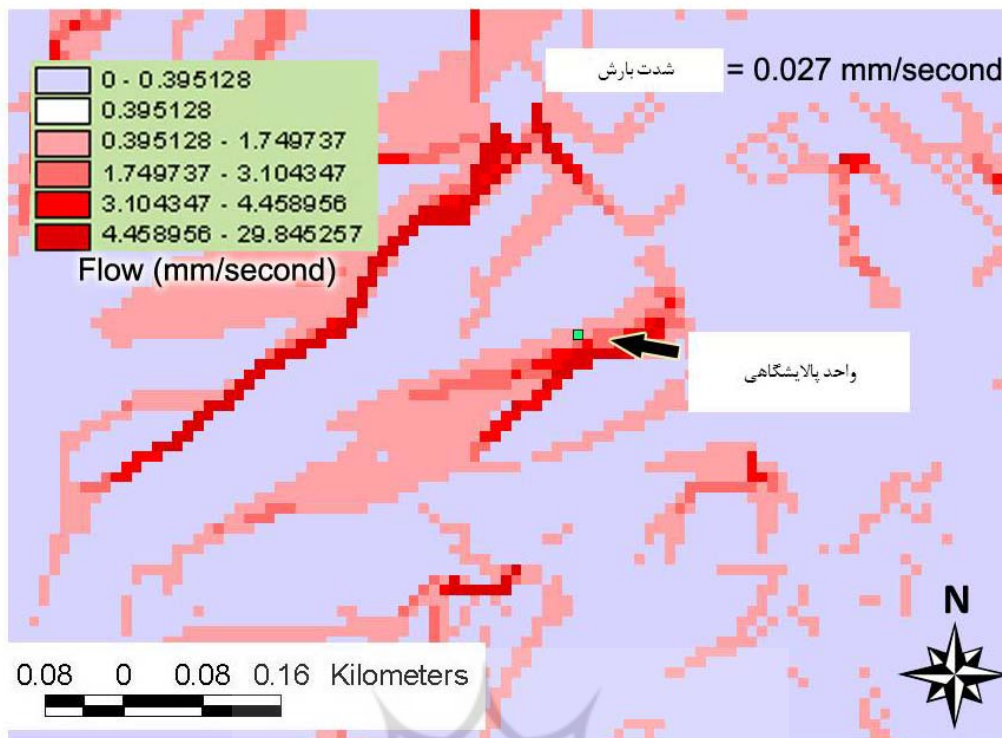 0 - 0.395128
0.395128
0.395128 - 1.749737
1.749737 - 3.104347
3.104347 - 4.458956
4.458956 - 29.845257
Flow (mm/second)
شدت بارش = 0.027 mm/second
واحد پالایشگاهی
N
0.08 0 0.08 0.16 Kilometers